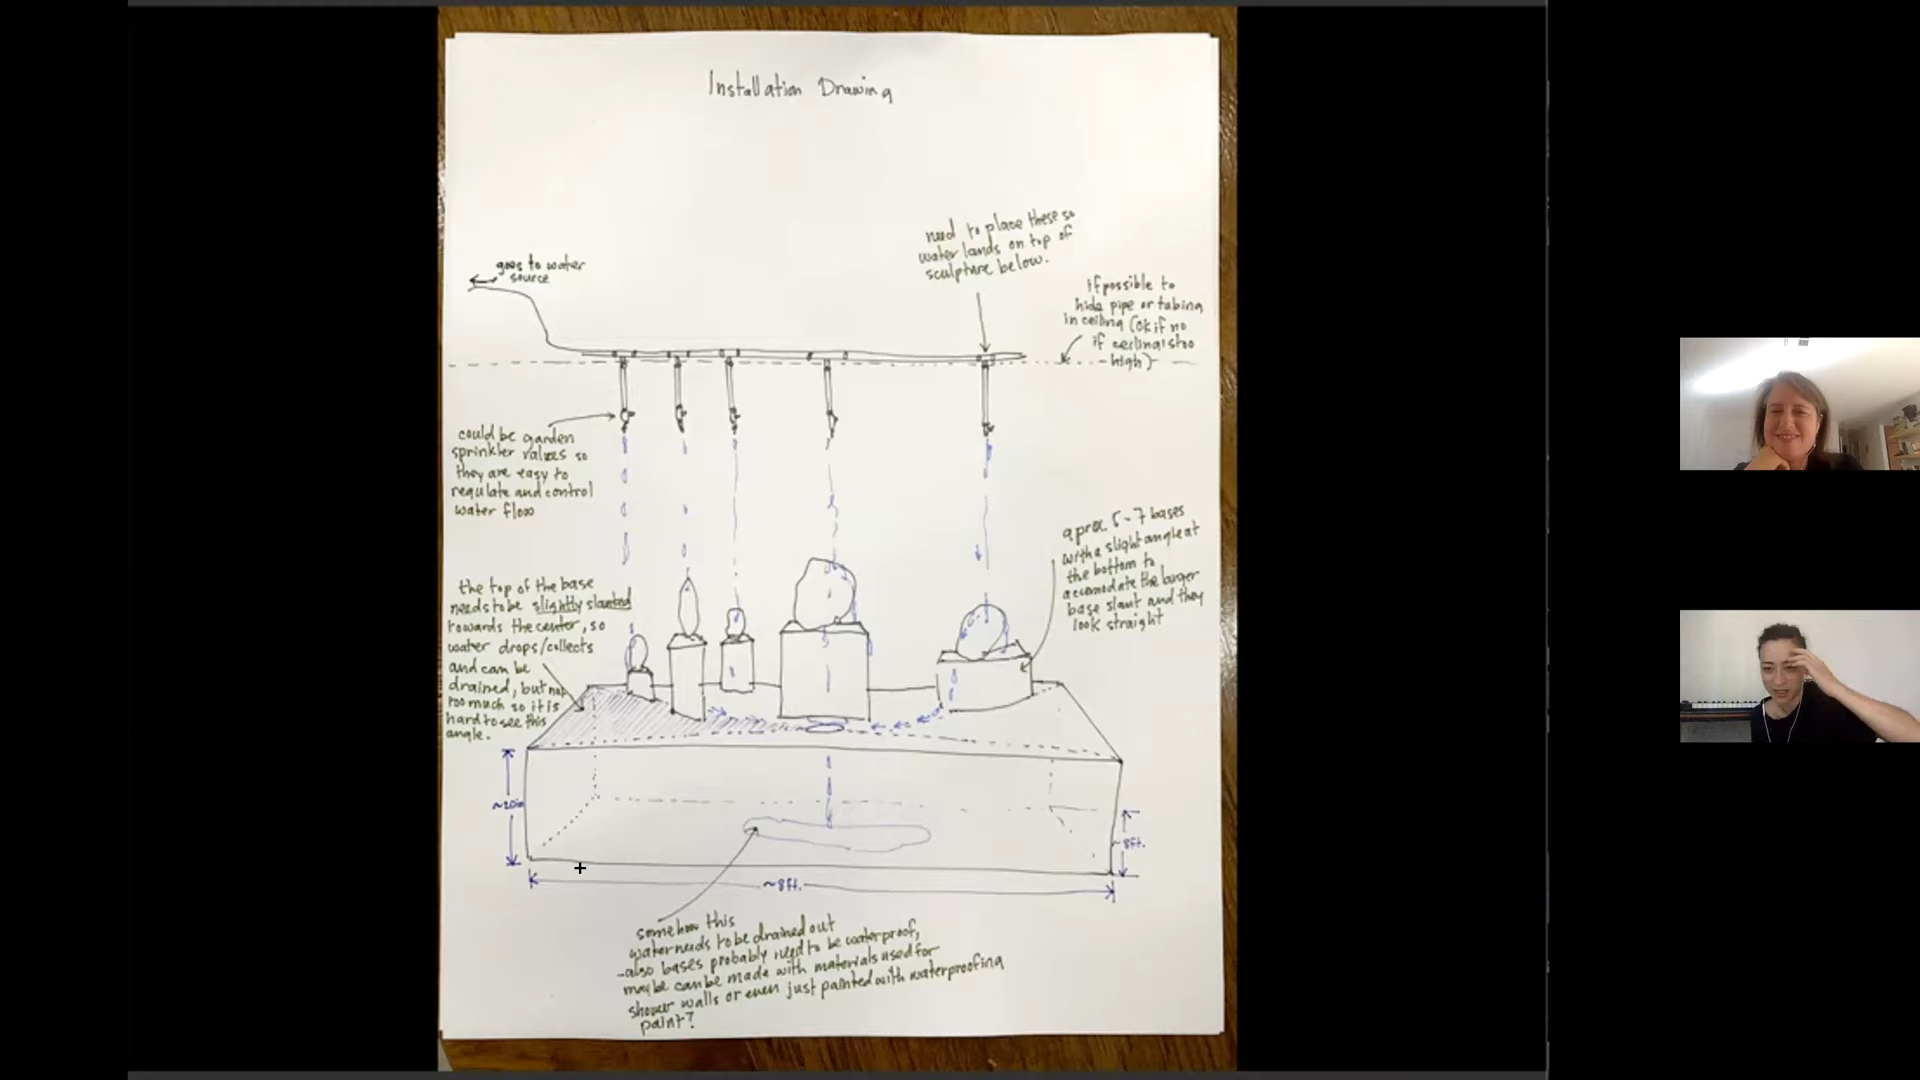 Installation Drawing
need to place these so
water lands on top of
sculpture below.
goes to water
source
if possible to
hide pipe or tubing
in ceiling (ok if no
if ceiling is too
-high)-
could be garden
sprinkler valves so
they are easy to
regulate and control
water flow
aprox. 5-7 bases
with a slight angle at
the bottom to
accomodate the larger
base slant and they
look straight
the top of the base
needs to be slightly slanted
towards the center, so
water drops/collects
and can be
drained, but not
too much so it is
hard to see this
angle.
~20in
~8ft.
~8ft.
somehow this
water needs to be drained out
-also bases probably need to be waterproof,
maybe can be made with materials used for
shower walls or even just painted with waterproofing
paint?